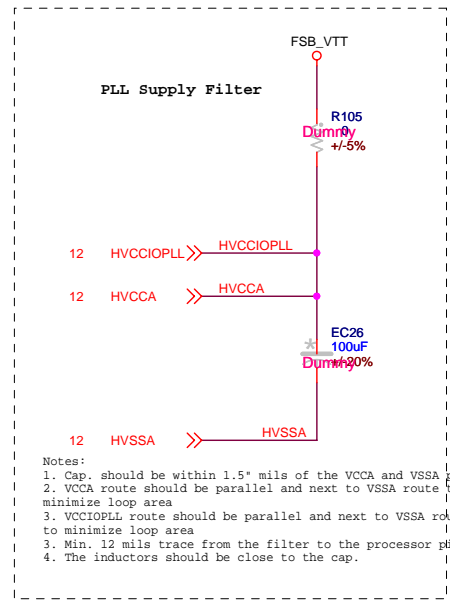 FSB_VTT
PLL Supply Filter
R105
Dummy
0
+/-5%
12 HVCCIOPLL HVCCIOPLL
12 HVCCA HVCCA
EC26
100uF
Dummy
+/-20%
12 HVSSA HVSSA
Notes:
1. Cap. should be within 1.5" mils of the VCCA and VSSA
2. VCCA route should be parallel and next to VSSA route
minimize loop area
3. VCCIOPLL route should be parallel and next to VSSA
to minimize loop area
3. Min. 12 mils trace from the filter to the processor
4. The inductors should be close to the cap.